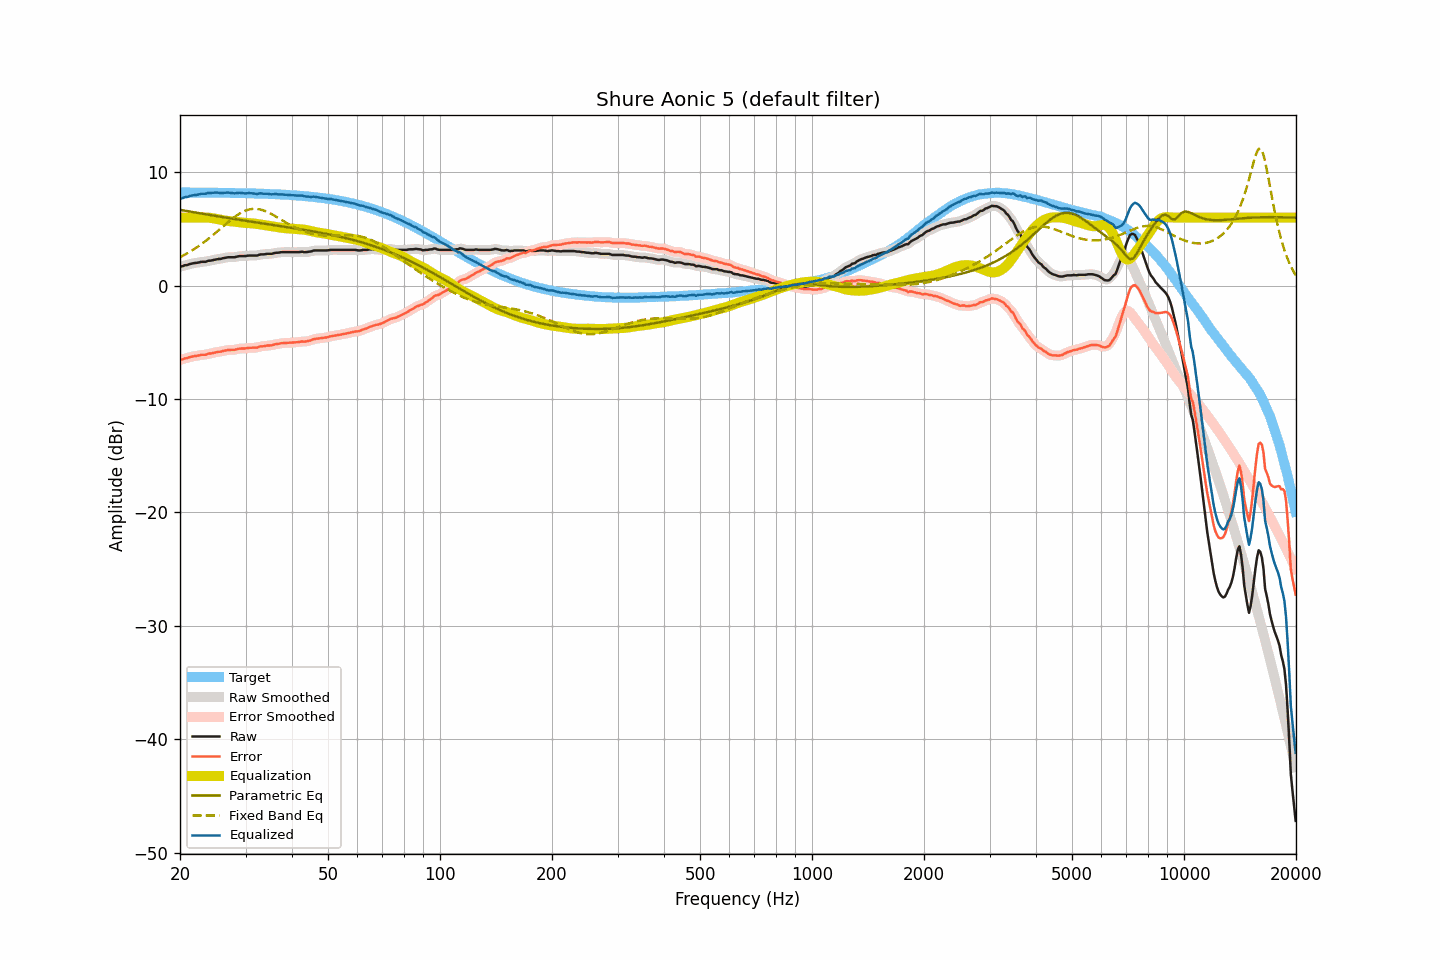 Shure Aonic 5 (default filter)
Amplitude (dBr)
10
0
−10
−20
−30
−40
−50
Target
Raw Smoothed
Error Smoothed
Raw
Error
Equalization
Parametric Eq
Fixed Band Eq
Equalized
20 50 100 200 500 1000 2000 5000 10000 20000
Frequency (Hz)